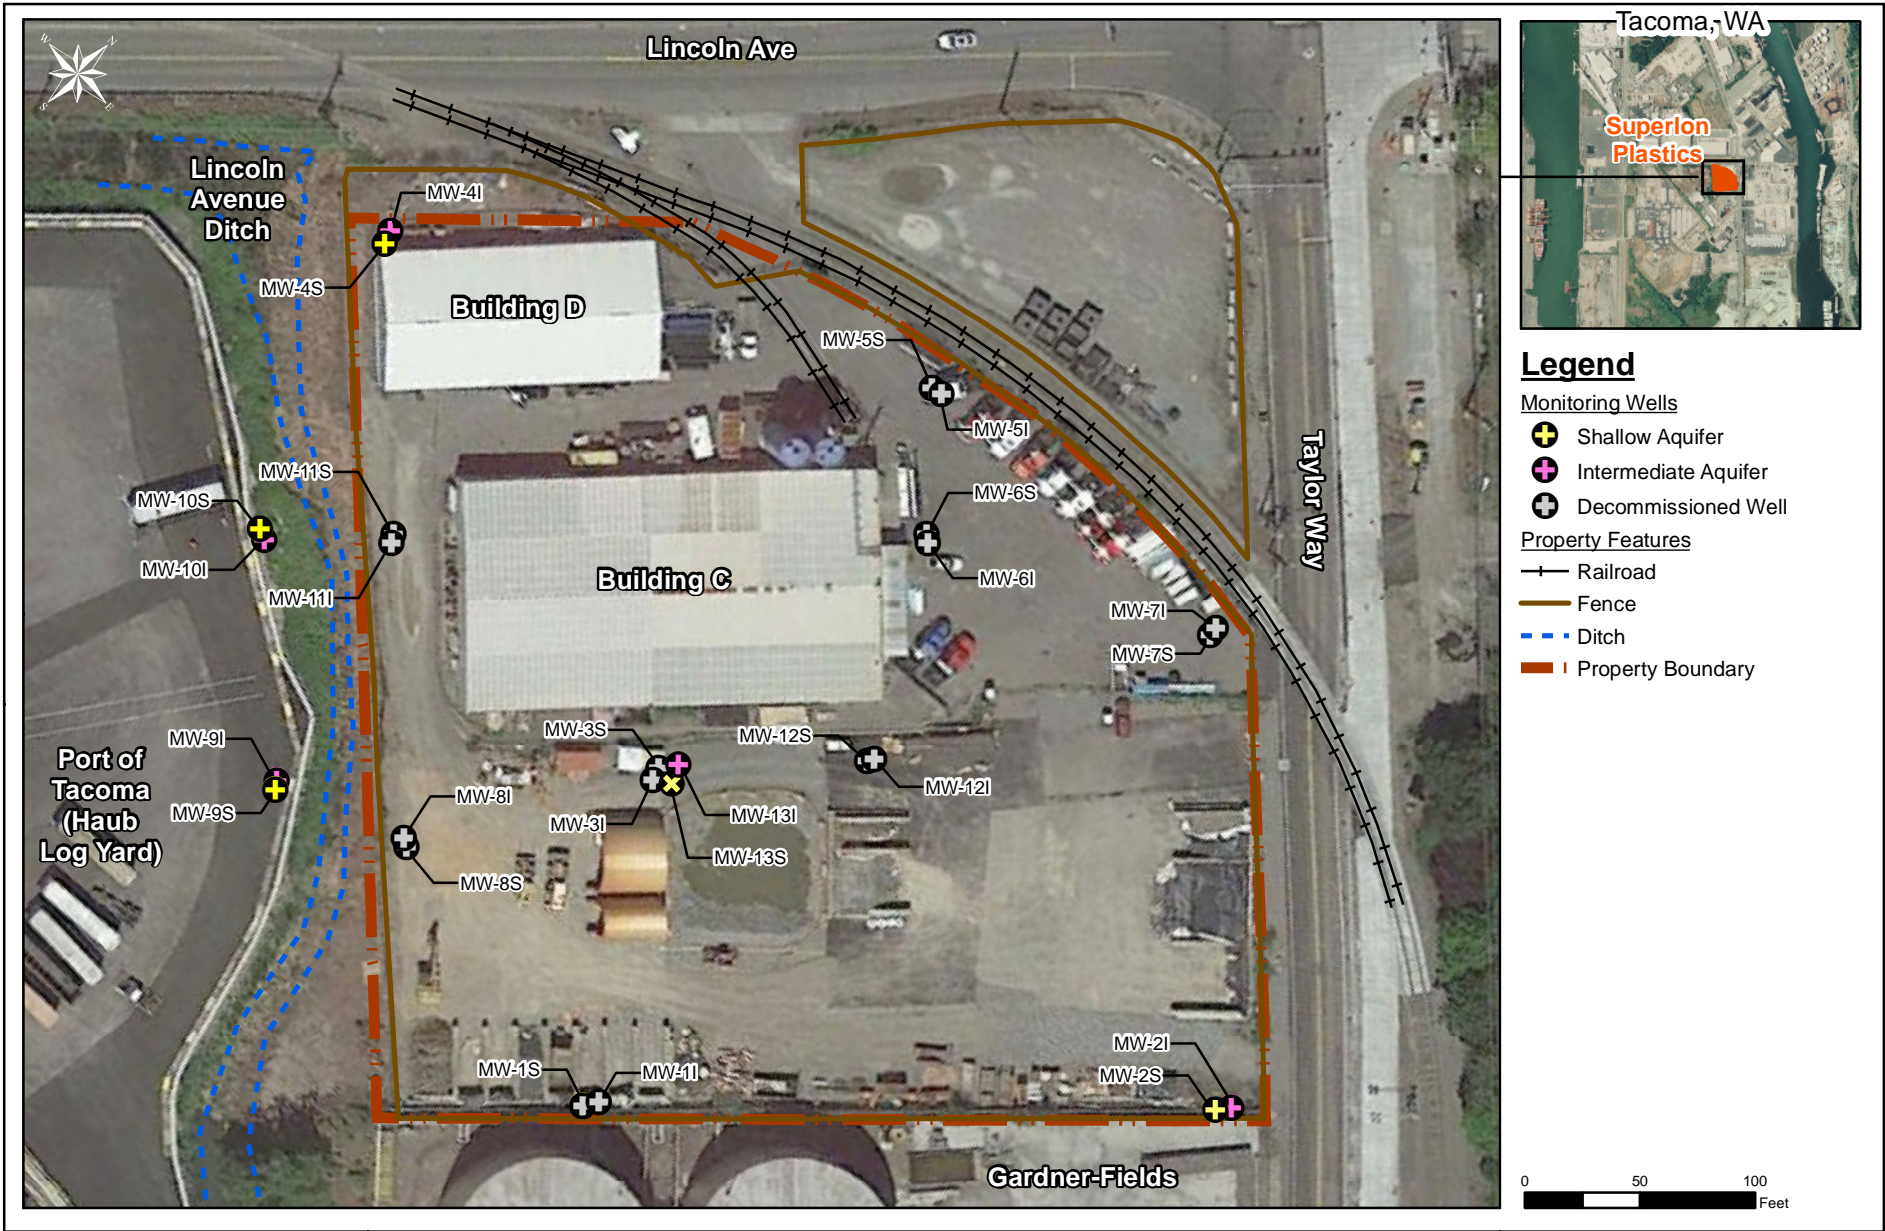 Lincoln Ave
Tacoma, WA
Superlon
Plastics
W
N
S
E
Lincoln
Avenue
Ditch
MW-4I
MW-4S
Building D
MW-5S
MW-5I
MW-11S
MW-10S
MW-10I
MW-11I
MW-6S
MW-6I
Building C
Taylor Way
MW-7I
MW-7S
MW-9I
MW-9S
Port of
Tacoma
(Haub
Log Yard)
MW-3S
MW-12S
MW-12I
MW-8I
MW-8S
MW-3I
MW-13I
MW-13S
MW-1S
MW-1I
MW-2I
MW-2S
Gardner-Fields
Legend
Monitoring Wells
Shallow Aquifer
Intermediate Aquifer
Decommissioned Well
Property Features
Railroad
Fence
Ditch
Property Boundary
0 50 100
Feet